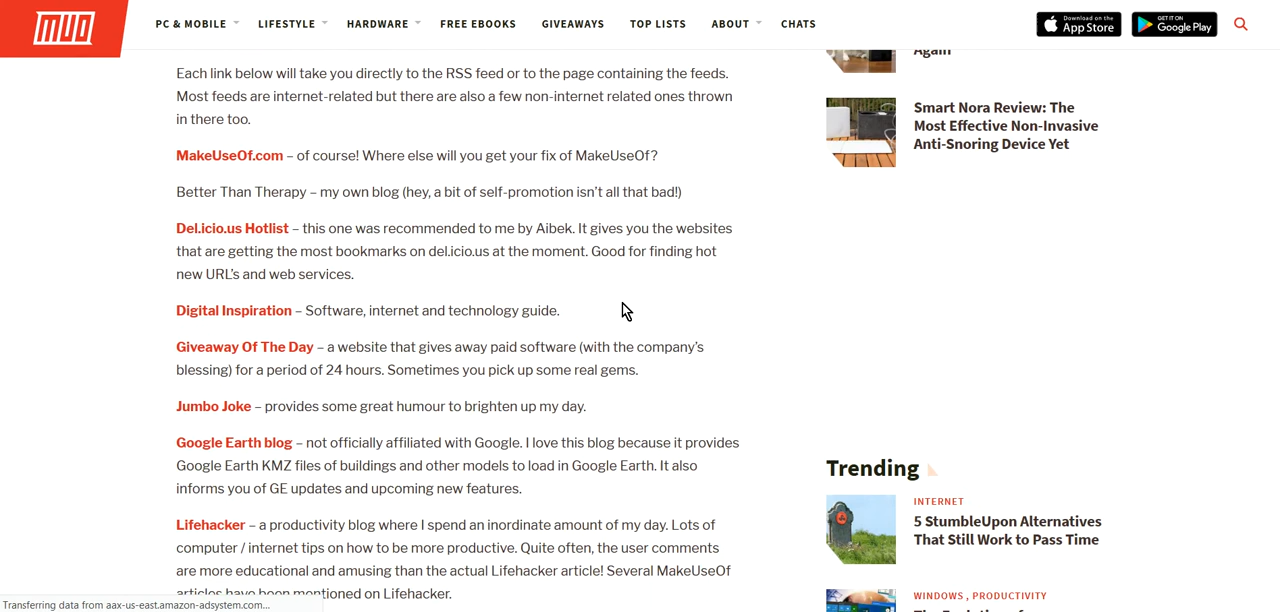 MUO
PC & MOBILE
LIFESTYLE
HARDWARE
FREE EBOOKS
GIVEAWAYS
TOP LISTS
ABOUT
CHATS
Download on the
App Store
GET IT ON
Google Play
Each link below will take you directly to the RSS feed or to the page containing the feeds.
Most feeds are internet-related but there are also a few non-internet related ones thrown
in there too.
MakeUseOf.com – of course! Where else will you get your fix of MakeUseOf?
Better Than Therapy – my own blog (hey, a bit of self-promotion isn’t all that bad!)
Del.icio.us Hotlist – this one was recommended to me by Aibek. It gives you the websites
that are getting the most bookmarks on del.icio.us at the moment. Good for finding hot
new URL’s and web services.
Digital Inspiration – Software, internet and technology guide.
Giveaway Of The Day – a website that gives away paid software (with the company’s
blessing) for a period of 24 hours. Sometimes you pick up some real gems.
Jumbo Joke – provides some great humour to brighten up my day.
Google Earth blog – not officially affiliated with Google. I love this blog because it provides
Google Earth KMZ files of buildings and other models to load in Google Earth. It also
informs you of GE updates and upcoming new features.
Lifehacker – a productivity blog where I spend an inordinate amount of my day. Lots of
computer / internet tips on how to be more productive. Quite often, the user comments
are more educational and amusing than the actual Lifehacker article! Several MakeUseOf
articles have been mentioned on Lifehacker.
Again
Smart Nora Review: The
Most Effective Non-Invasive
Anti-Snoring Device Yet
Trending
INTERNET
5 StumbleUpon Alternatives
That Still Work to Pass Time
WINDOWS , PRODUCTIVITY
The Evolution of
Transferring data from aax-us-east.amazon-adsystem.com...